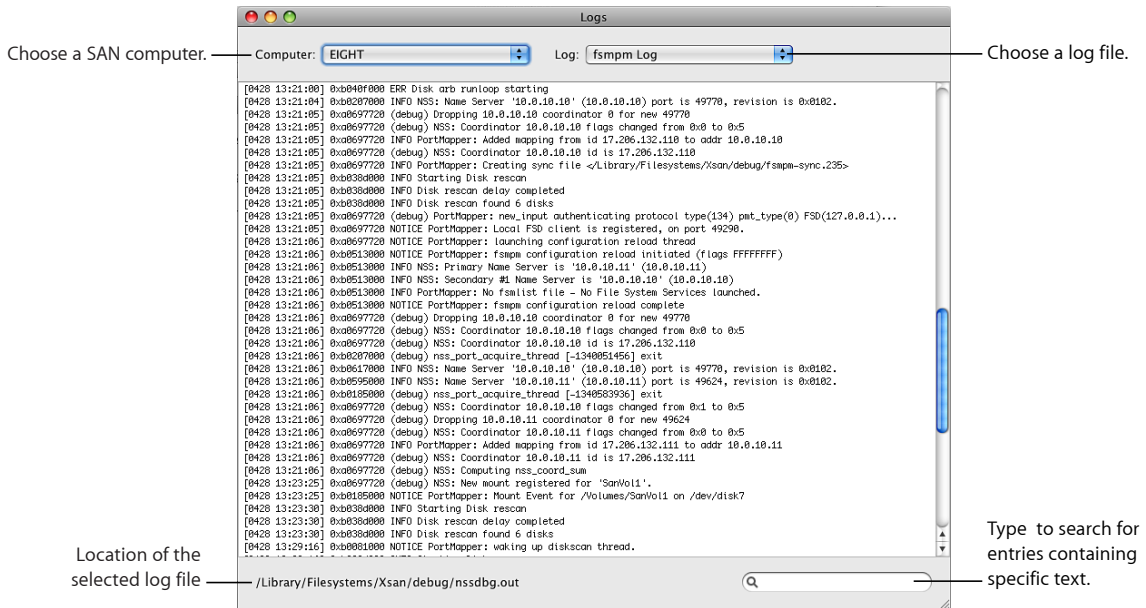 Logs
Choose a SAN computer.
Computer: EIGHT
Log: fsmpm Log
Choose a log file.
[0428 13:21:00] 0xb040f000 ERR Disk arb runloop starting
[0428 13:21:04] 0xb0207000 INFO NSS: Name Server '10.0.10.10' (10.0.10.10) port is 49770, revision is 0x0102.
[0428 13:21:05] 0xa0697720 (debug) Dropping 10.0.10.10 coordinator 0 for new 49770
[0428 13:21:05] 0xa0697720 (debug) NSS: Coordinator 10.0.10.10 flags changed from 0x0 to 0x5
[0428 13:21:05] 0xa0697720 INFO PortMapper: Added mapping from id 17.206.132.110 to addr 10.0.10.10
[0428 13:21:05] 0xa0697720 (debug) NSS: Coordinator 10.0.10.10 id is 17.206.132.110
[0428 13:21:05] 0xa0697720 INFO PortMapper: Creating sync file </Library/Filesystems/Xsan/debug/fsmpm-sync.235>
[0428 13:21:05] 0xb038d000 INFO Starting Disk rescan
[0428 13:21:05] 0xb038d000 INFO Disk rescan delay completed
[0428 13:21:05] 0xb038d000 INFO Disk rescan found 6 disks
[0428 13:21:05] 0xa0697720 (debug) PortMapper: new_input authenticating protocol type(134) pmt_type(0) FSD(127.0.0.1)...
[0428 13:21:05] 0xa0697720 NOTICE PortMapper: Local FSD client is registered, on port 49290.
[0428 13:21:06] 0xa0697720 NOTICE PortMapper: launching configuration reload thread
[0428 13:21:06] 0xb0513000 NOTICE PortMapper: fsmpm configuration reload initiated (flags FFFFFFFF)
[0428 13:21:06] 0xb0513000 INFO NSS: Primary Name Server is '10.0.10.11' (10.0.10.11)
[0428 13:21:06] 0xb0513000 INFO NSS: Secondary #1 Name Server is '10.0.10.10' (10.0.10.10)
[0428 13:21:06] 0xb0513000 INFO PortMapper: No fsmlist file - No File System Services launched.
[0428 13:21:06] 0xb0513000 NOTICE PortMapper: fsmpm configuration reload complete
[0428 13:21:06] 0xa0697720 (debug) Dropping 10.0.10.10 coordinator 0 for new 49770
[0428 13:21:06] 0xa0697720 (debug) NSS: Coordinator 10.0.10.10 flags changed from 0x0 to 0x5
[0428 13:21:06] 0xa0697720 (debug) NSS: Coordinator 10.0.10.10 id is 17.206.132.110
[0428 13:21:06] 0xb0207000 (debug) nss_port_acquire_thread [-1340051456] exit
[0428 13:21:06] 0xb0617000 INFO NSS: Name Server '10.0.10.10' (10.0.10.10) port is 49770, revision is 0x0102.
[0428 13:21:06] 0xb0595000 INFO NSS: Name Server '10.0.10.11' (10.0.10.11) port is 49624, revision is 0x0102.
[0428 13:21:06] 0xb0185000 (debug) nss_port_acquire_thread [-1340583936] exit
[0428 13:21:06] 0xa0697720 (debug) NSS: Coordinator 10.0.10.10 flags changed from 0x1 to 0x5
[0428 13:21:06] 0xa0697720 (debug) Dropping 10.0.10.11 coordinator 0 for new 49624
[0428 13:21:06] 0xa0697720 (debug) NSS: Coordinator 10.0.10.11 flags changed from 0x0 to 0x5
[0428 13:21:06] 0xa0697720 INFO PortMapper: Added mapping from id 17.206.132.111 to addr 10.0.10.11
[0428 13:21:06] 0xa0697720 (debug) NSS: Coordinator 10.0.10.11 id is 17.206.132.111
[0428 13:21:06] 0xa0697720 (debug) NSS: Computing nss_coord_sum
[0428 13:23:25] 0xa0697720 (debug) NSS: New mount registered for 'SanVol1'.
[0428 13:23:25] 0xb0185000 NOTICE PortMapper: Mount Event for /Volumes/SanVol1 on /dev/disk7
[0428 13:23:30] 0xb038d000 INFO Starting Disk rescan
[0428 13:23:30] 0xb038d000 INFO Disk rescan delay completed
[0428 13:23:30] 0xb038d000 INFO Disk rescan found 6 disks
[0428 13:29:16] 0xb0081000 NOTICE PortMapper: waking up diskscan thread.
Location of the
selected log file
/Library/Filesystems/Xsan/debug/nssdbg.out
Type to search for
entries containing
specific text.